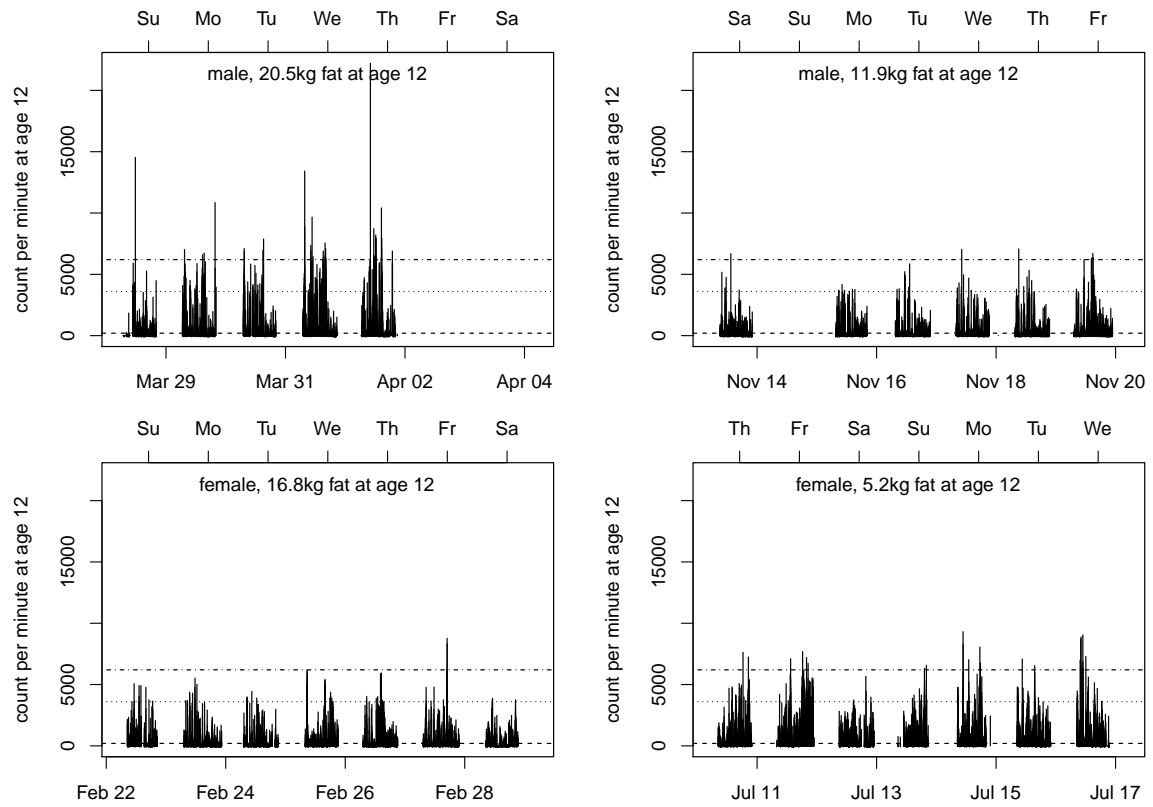 Su Mo Tu We Th Fr Sa
male, 20.5kg fat at age 12
count per minute at age 12
0 5000 15000
Mar 29 Mar 31 Apr 02 Apr 04
Sa Su Mo Tu We Th Fr
male, 11.9kg fat at age 12
count per minute at age 12
0 5000 15000
Nov 14 Nov 16 Nov 18 Nov 20
Su Mo Tu We Th Fr Sa
female, 16.8kg fat at age 12
count per minute at age 12
0 5000 15000
Feb 22 Feb 24 Feb 26 Feb 28
Th Fr Sa Su Mo Tu We
female, 5.2kg fat at age 12
count per minute at age 12
0 5000 15000
Jul 11 Jul 13 Jul 15 Jul 17